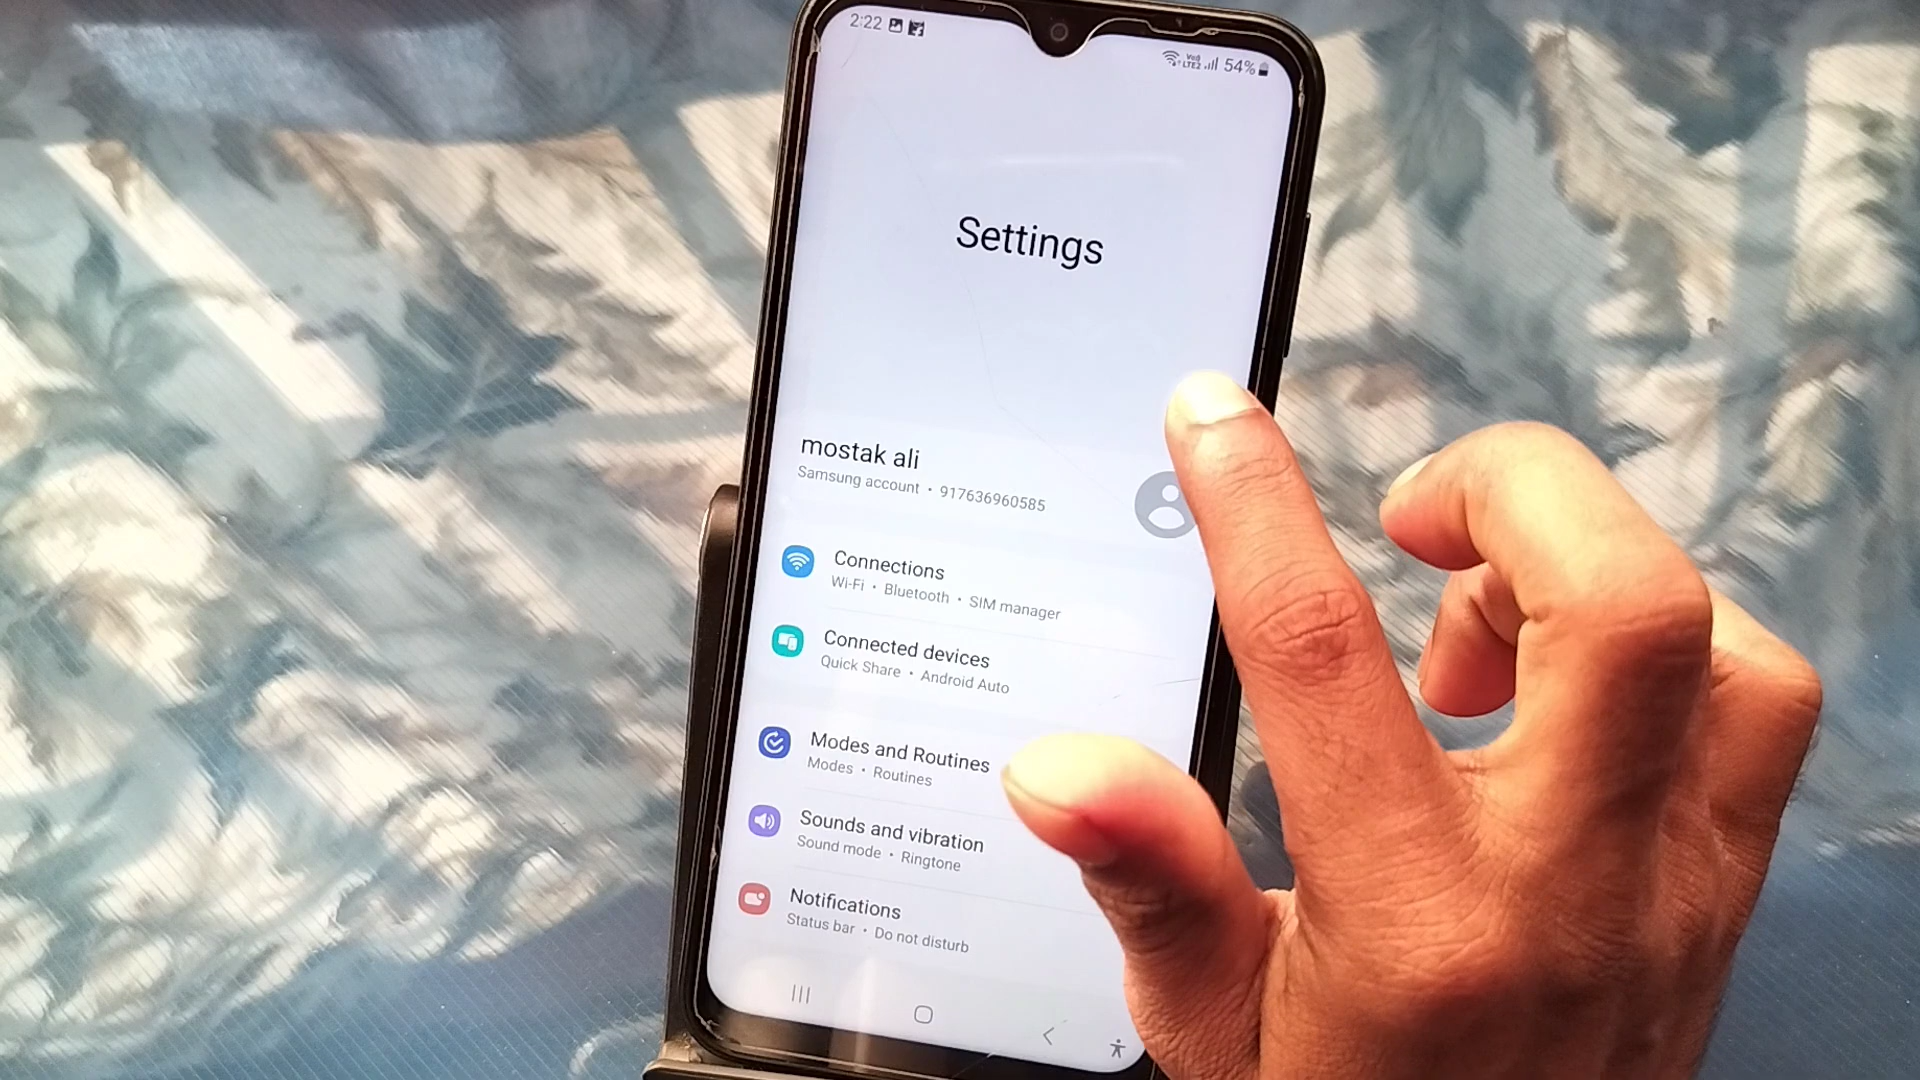 2:22
Vo) LTE2 54%
Settings
mostak ali
Samsung account • 917636960585
Connections
Wi-Fi • Bluetooth • SIM manager
Connected devices
Quick Share • Android Auto
Modes and Routines
Modes • Routines
Sounds and vibration
Sound mode • Ringtone
Notifications
Status bar • Do not disturb